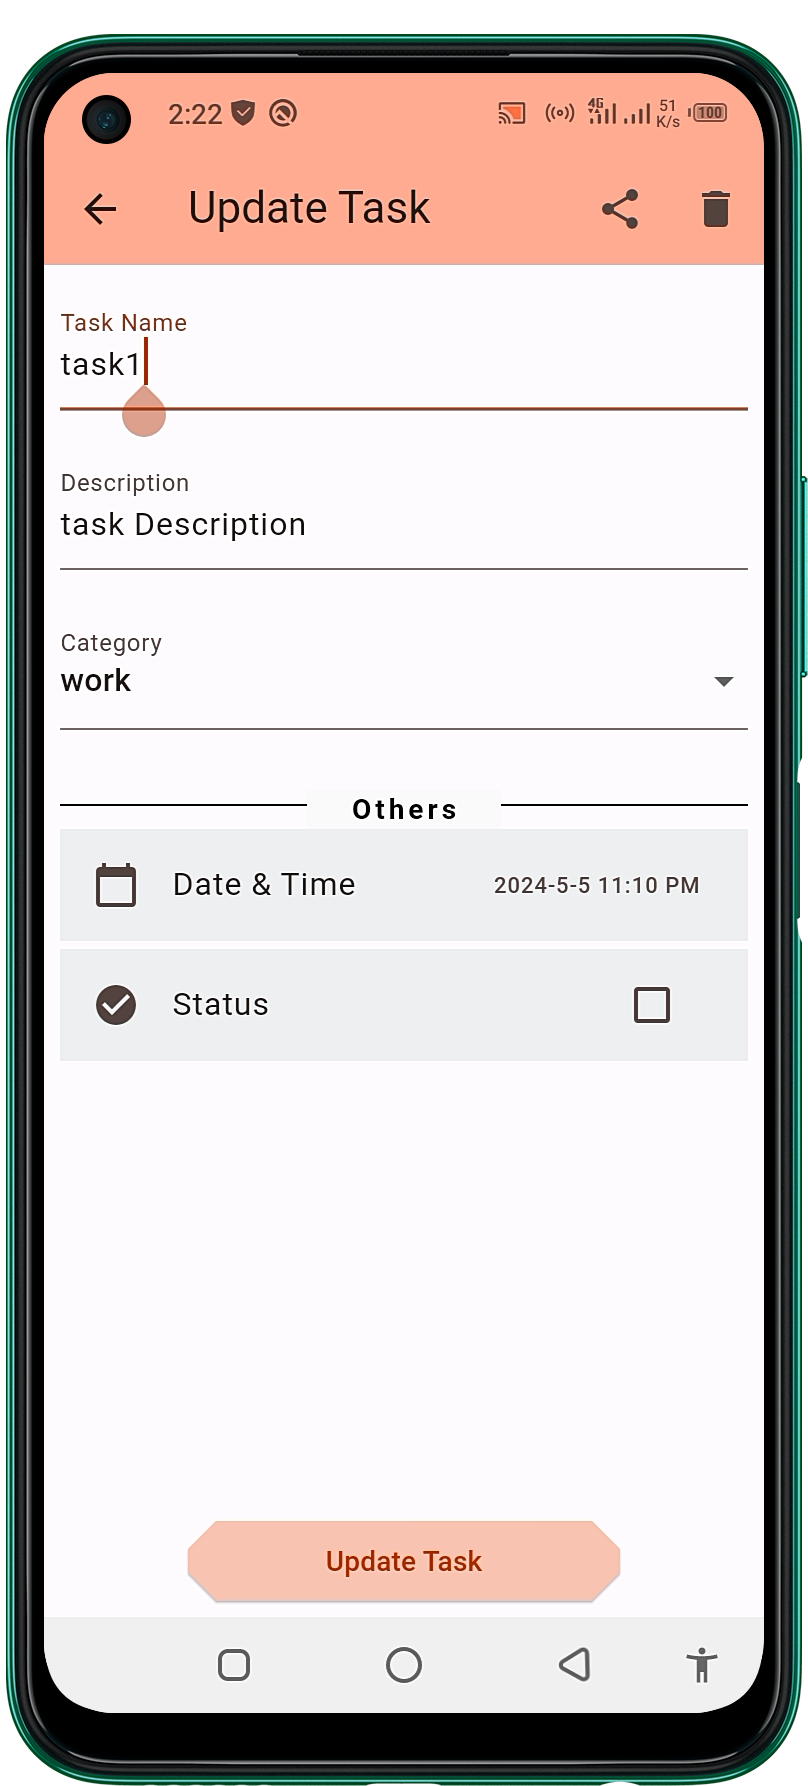 2:22 4G 51 K/s 100
Update Task
Task Name
task1
Description
task Description
Category
work
Others
Date & Time 2024-5-5 11:10 PM
Status
Update Task